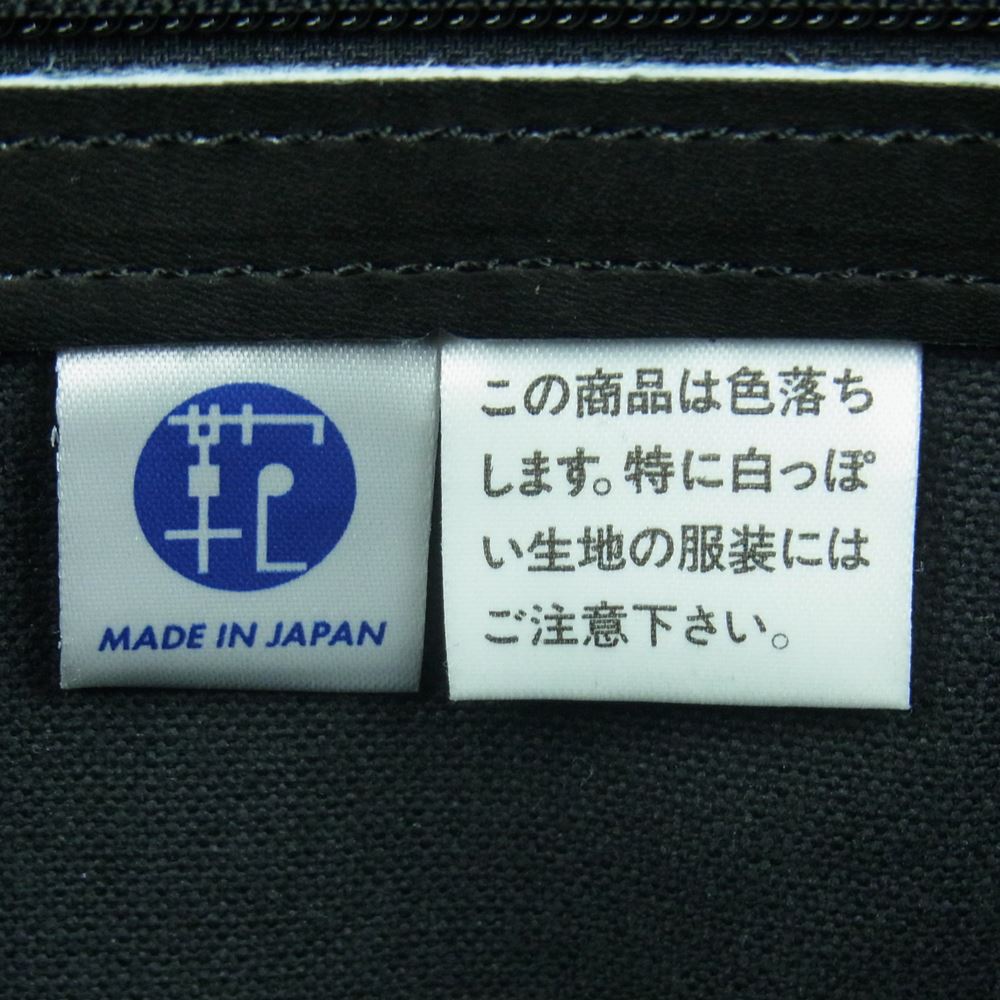 MADE IN JAPAN
この商品は色落ち
します。特に白っぽ
い生地の服装には
ご注意下さい。